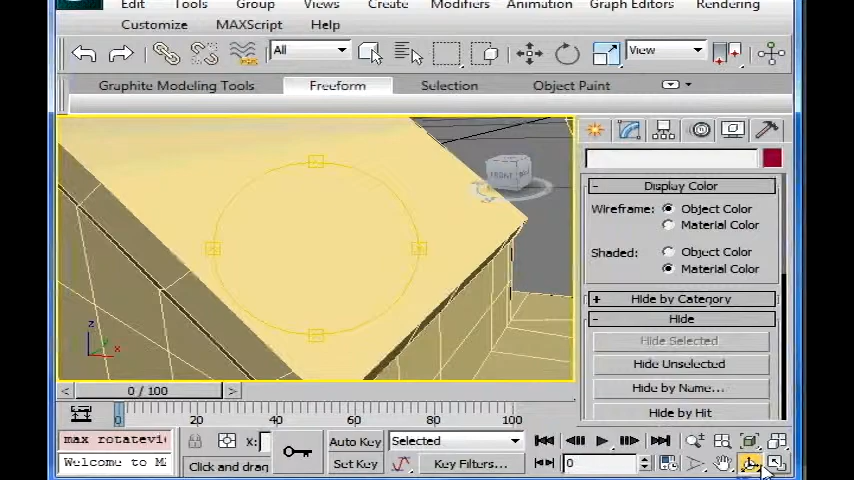 Edit Tools Group Views Create Modifiers Animation Graph Editors Rendering
Customize MAXScript Help
All View
Graphite Modeling Tools Freeform Selection Object Paint
Display Color
Wireframe: Object Color
Material Color
Shaded: Object Color
Material Color
+ Hide by Category
- Hide
Hide Selected
Hide Unselected
Hide by Name...
Hide by Hit
z
x
< 0 / 100 >
0 20 40 60 80 100
max rotatevi
Welcome to M
X:
Click and drag
Auto Key Selected
Set Key Key Filters...
0